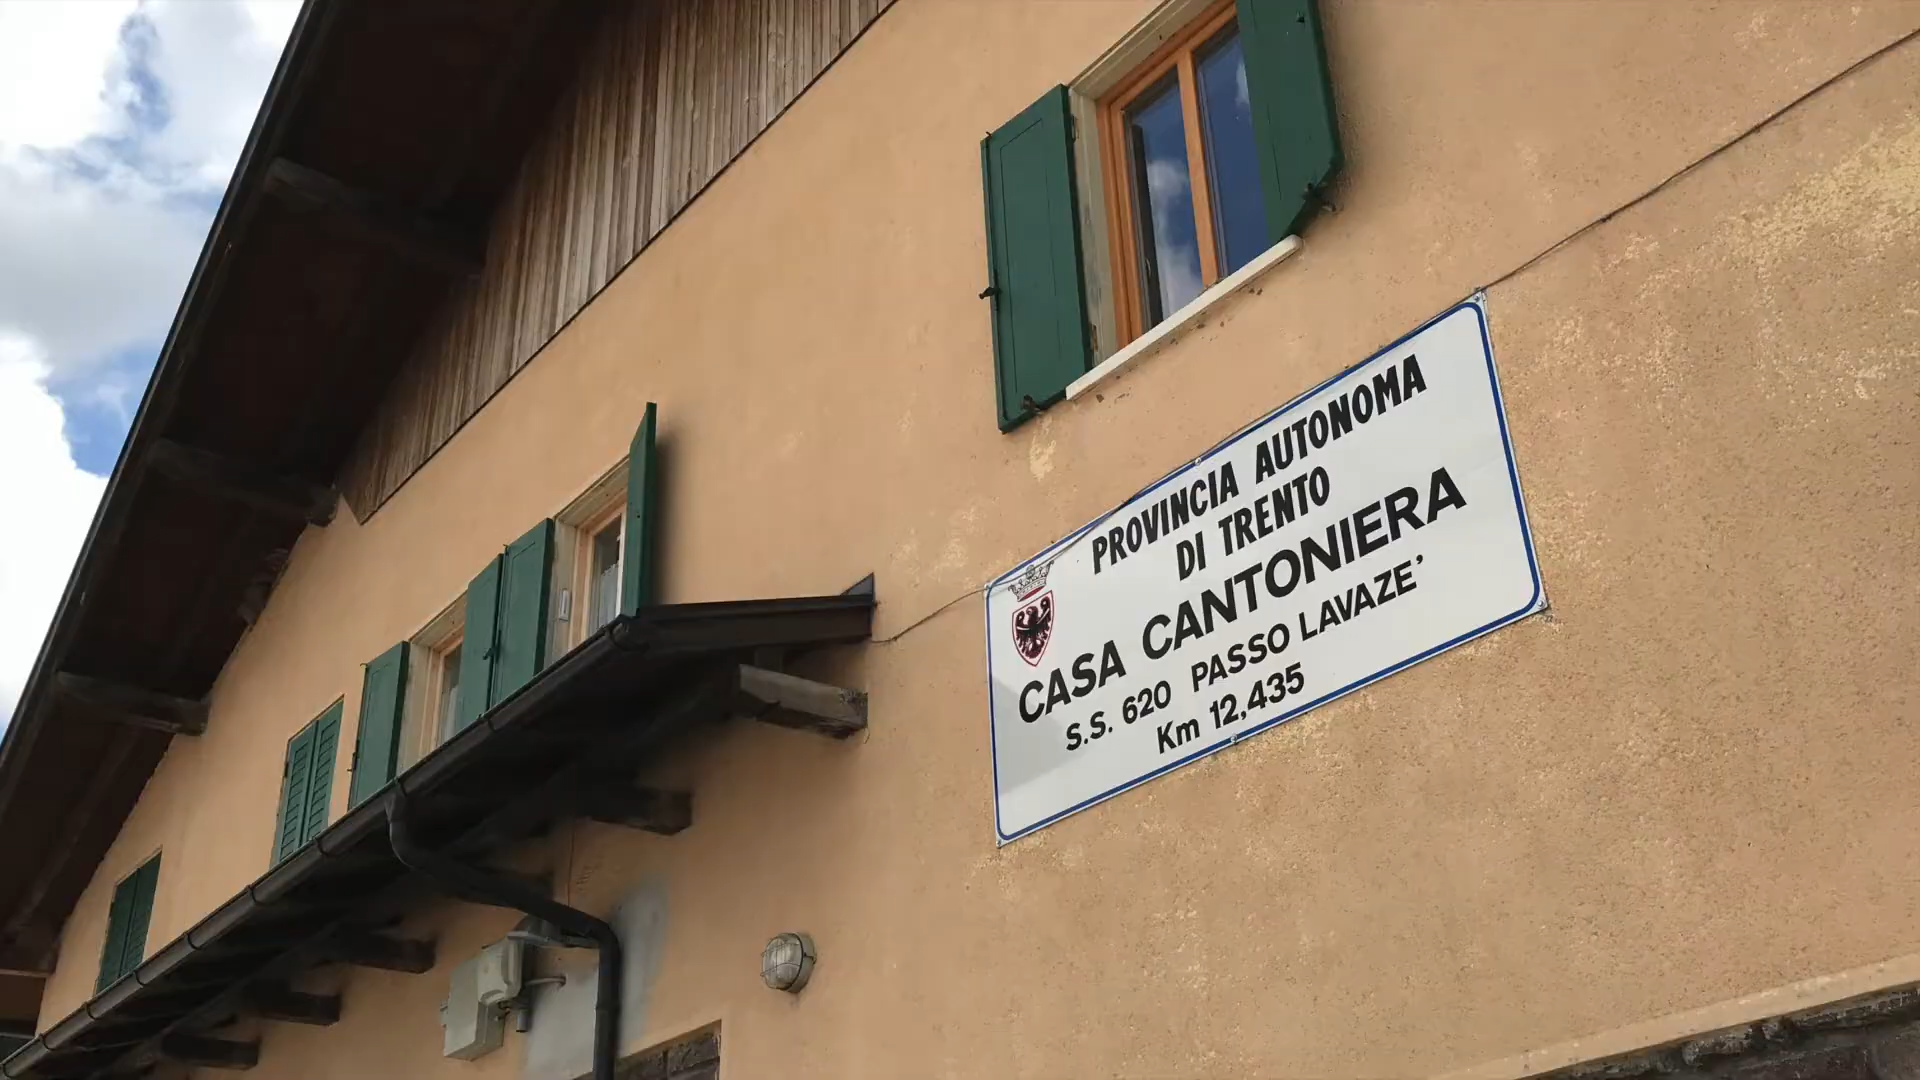 PROVINCIA AUTONOMA
DI TRENTO
CASA CANTONIERA
S.S. 620 PASSO LAVAZE'
Km 12,435